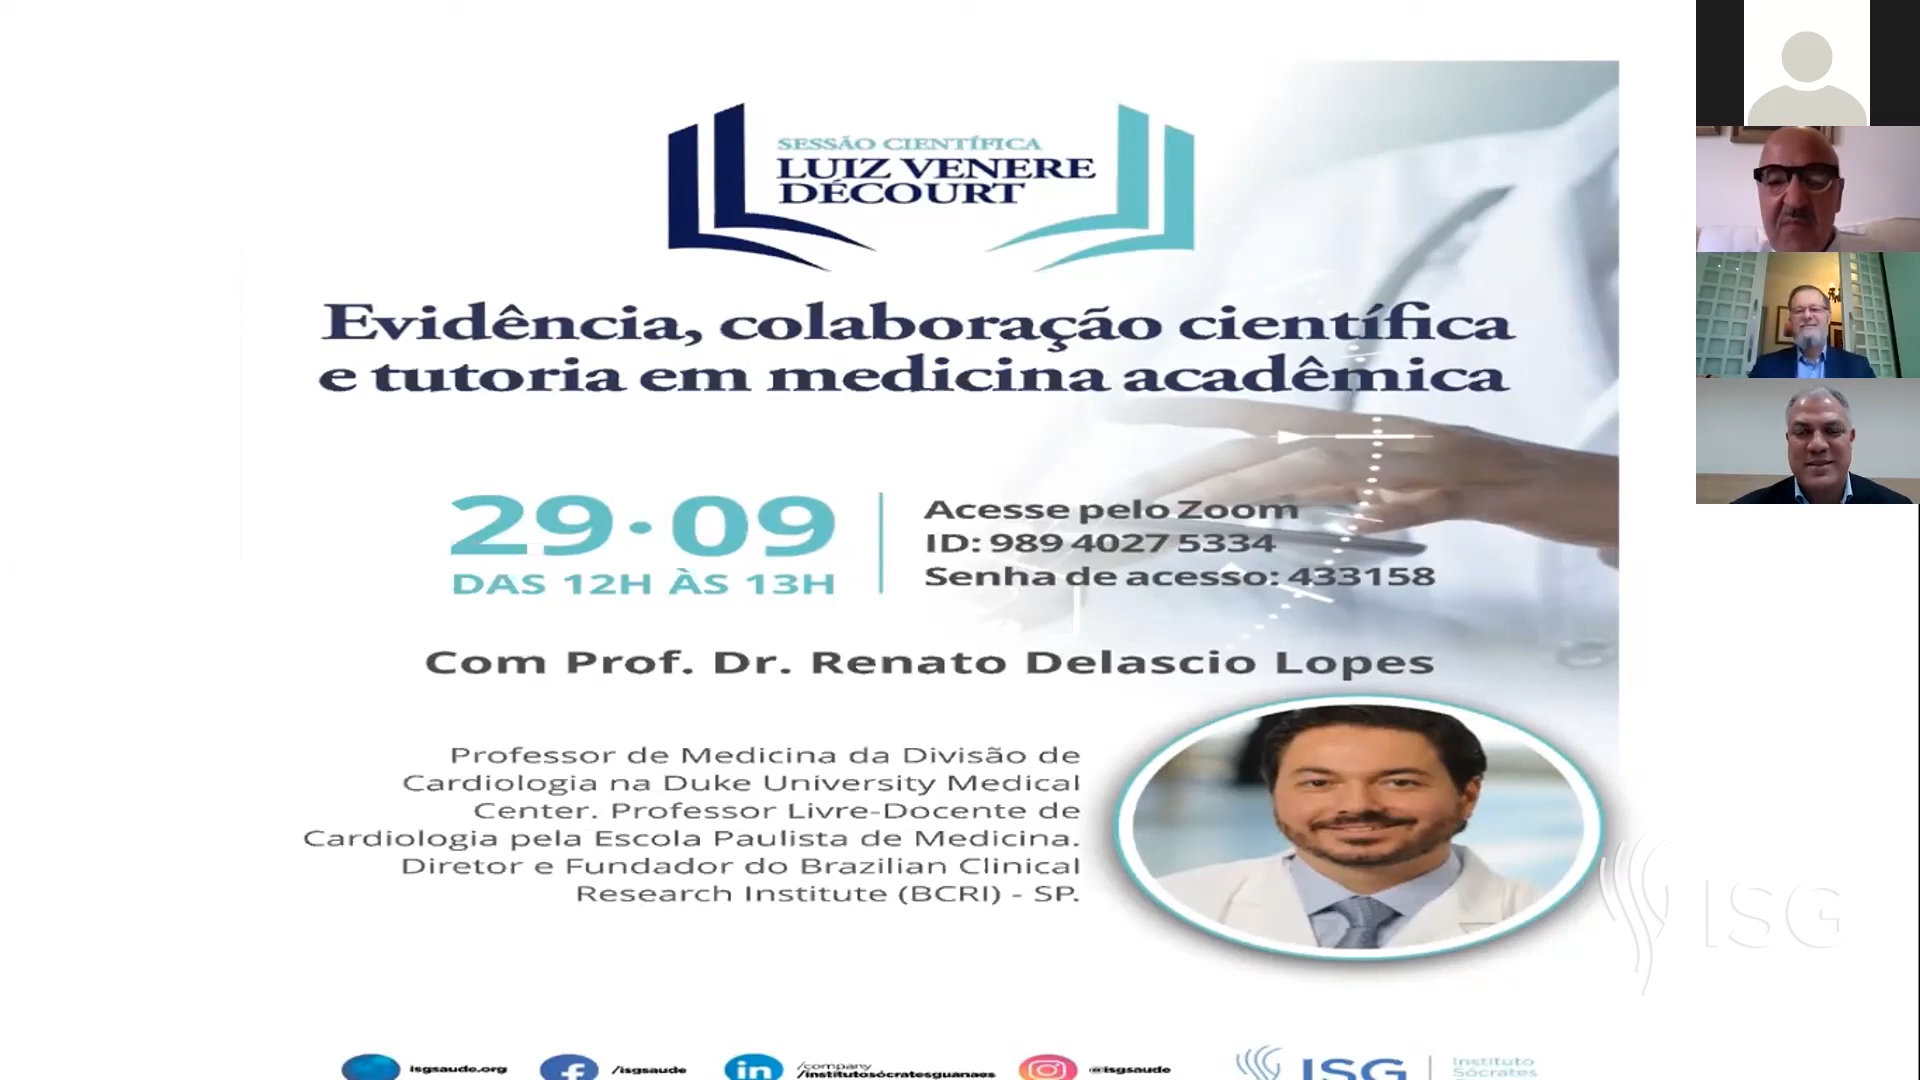 SESSÃO CIENTÍFICA
LUIZ VENERE
DÉCOURT
Evidência, colaboração científica
e tutoria em medicina acadêmica
29·09
DAS 12H ÀS 13H
Acesse pelo Zoom
ID: 989 4027 5334
Senha de acesso: 433158
Com Prof. Dr. Renato Delascio Lopes
Professor de Medicina da Divisão de
Cardiologia na Duke University Medical
Center. Professor Livre-Docente de
Cardiologia pela Escola Paulista de Medicina.
Diretor e Fundador do Brazilian Clinical
Research Institute (BCRI) - SP.
ISG
isgsaude.org
/isgsaude
/company
/institutosócratesguanaes
@isgsaude
ISG
Instituto
Sócrates